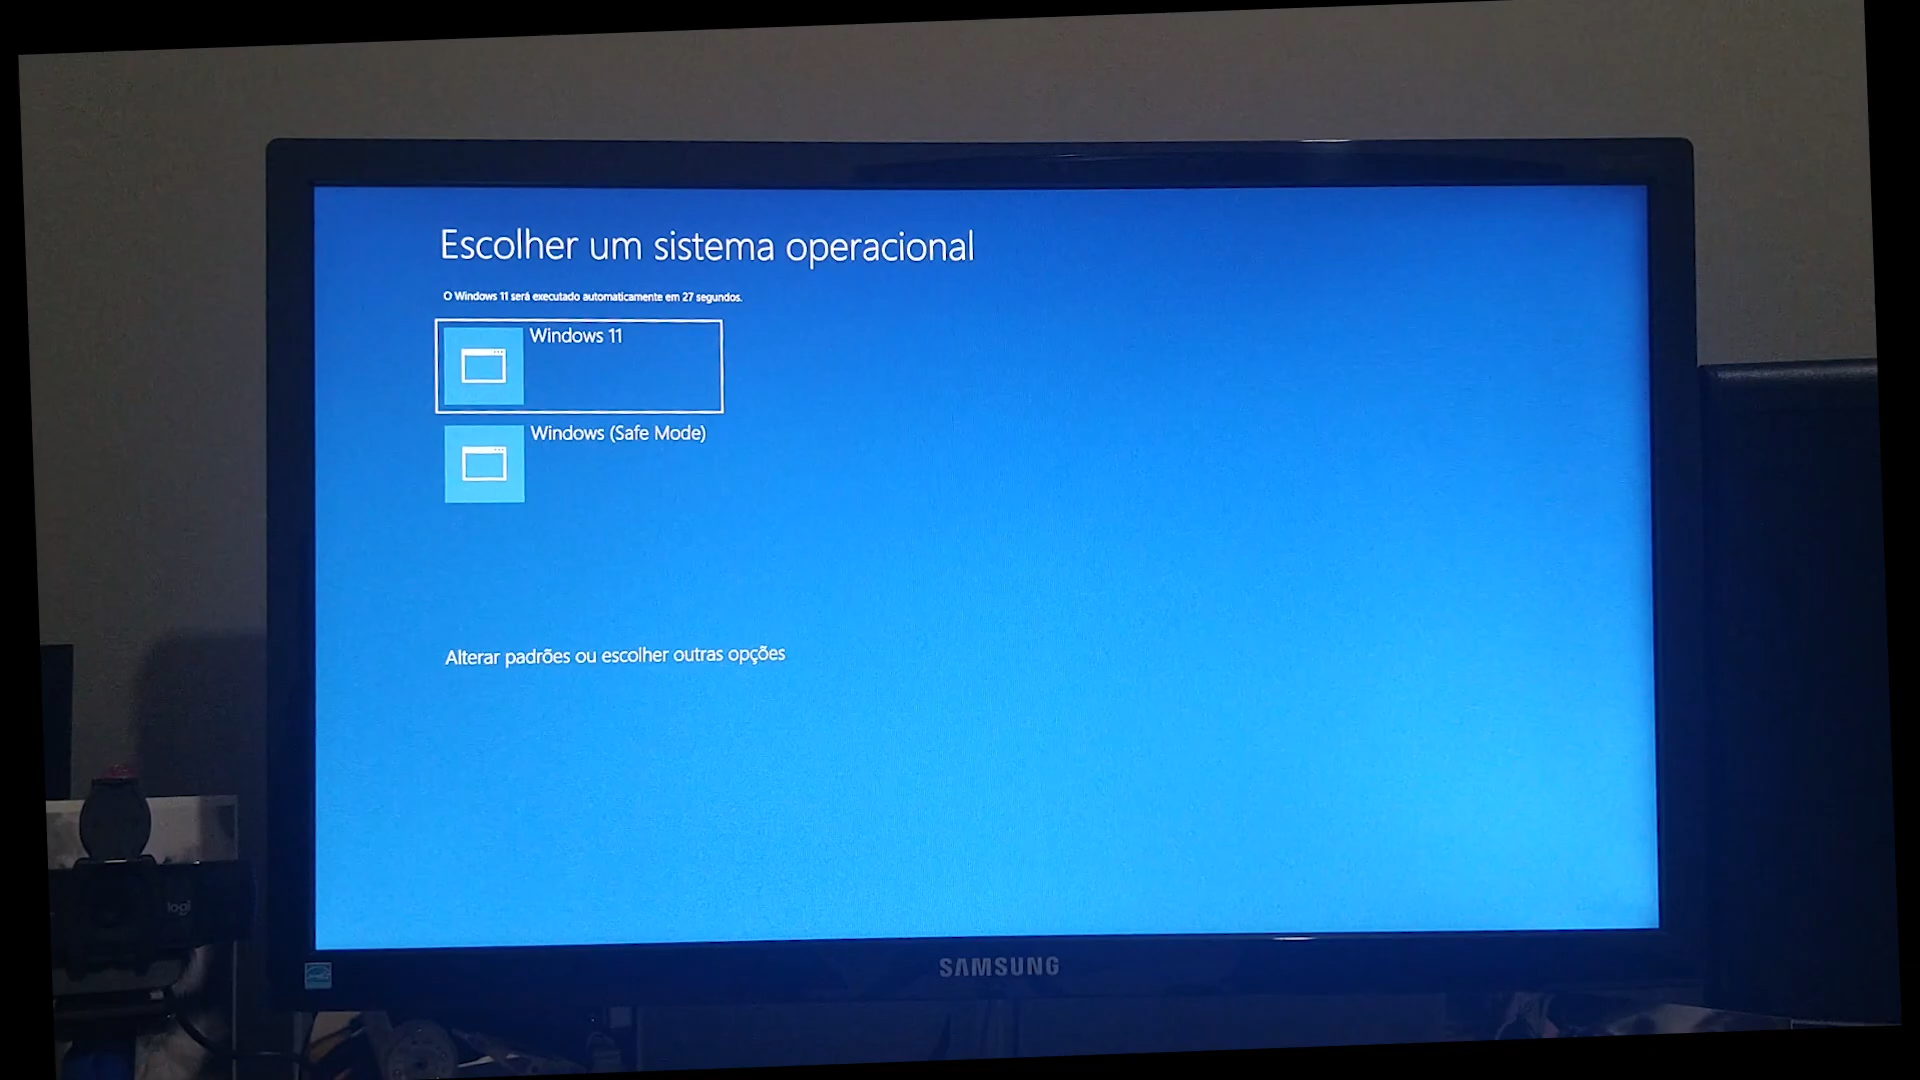 Escolher um sistema operacional
O Windows 11 será executado automaticamente em 27 segundos.
Windows 11
Windows (Safe Mode)
Alterar padrões ou escolher outras opções
logi
SAMSUNG